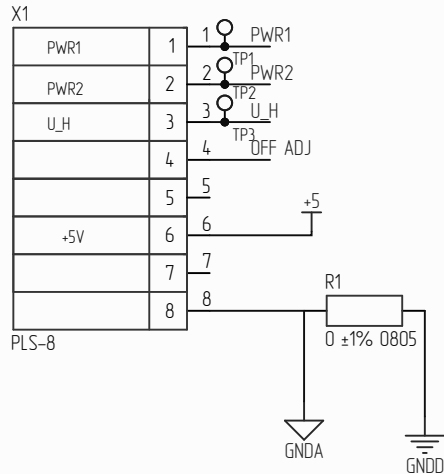 X1
PWR1 1 1 PWR1
TP1
PWR2 2 2 PWR2
TP2
U_H 3 3 U_H
TP3
4 4 OFF ADJ
5 5
+5V 6 6 +5
7 7
8 8
R1
0 ±1% 0805
PLS-8
GNDA
GNDD